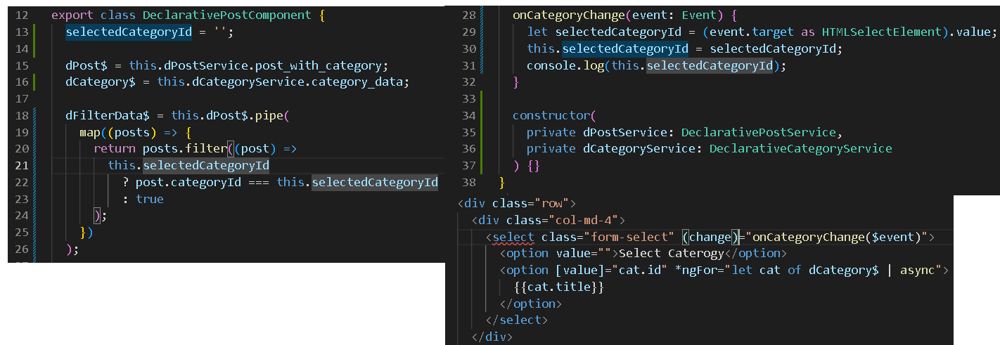 12 export class DeclarativePostComponent {
13 selectedCategoryId = '';
14
15 dPost$ = this.dPostService.post_with_category;
16 dCategory$ = this.dCategoryService.category_data;
17
18 dFilterData$ = this.dPost$.pipe(
19 map((posts) => {
20 return posts.filter((post) =>
21 this.selectedCategoryId
22 ? post.categoryId === this.selectedCategoryId
23 : true
24 );
25 })
26 );
28 onCategoryChange(event: Event) {
29 let selectedCategoryId = (event.target as HTMLSelectElement).value;
30 this.selectedCategoryId = selectedCategoryId;
31 console.log(this.selectedCategoryId);
32 }
33
34 constructor(
35 private dPostService: DeclarativePostService,
36 private dCategoryService: DeclarativeCategoryService
37 ) {}
38 }
<div class="row">
<div class="col-md-4">
<select class="form-select" (change)="onCategoryChange($event)">
<option value="">Select Caterogy</option>
<option [value]="cat.id" *ngFor="let cat of dCategory$ | async">
{{cat.title}}
</option>
</select>
</div>